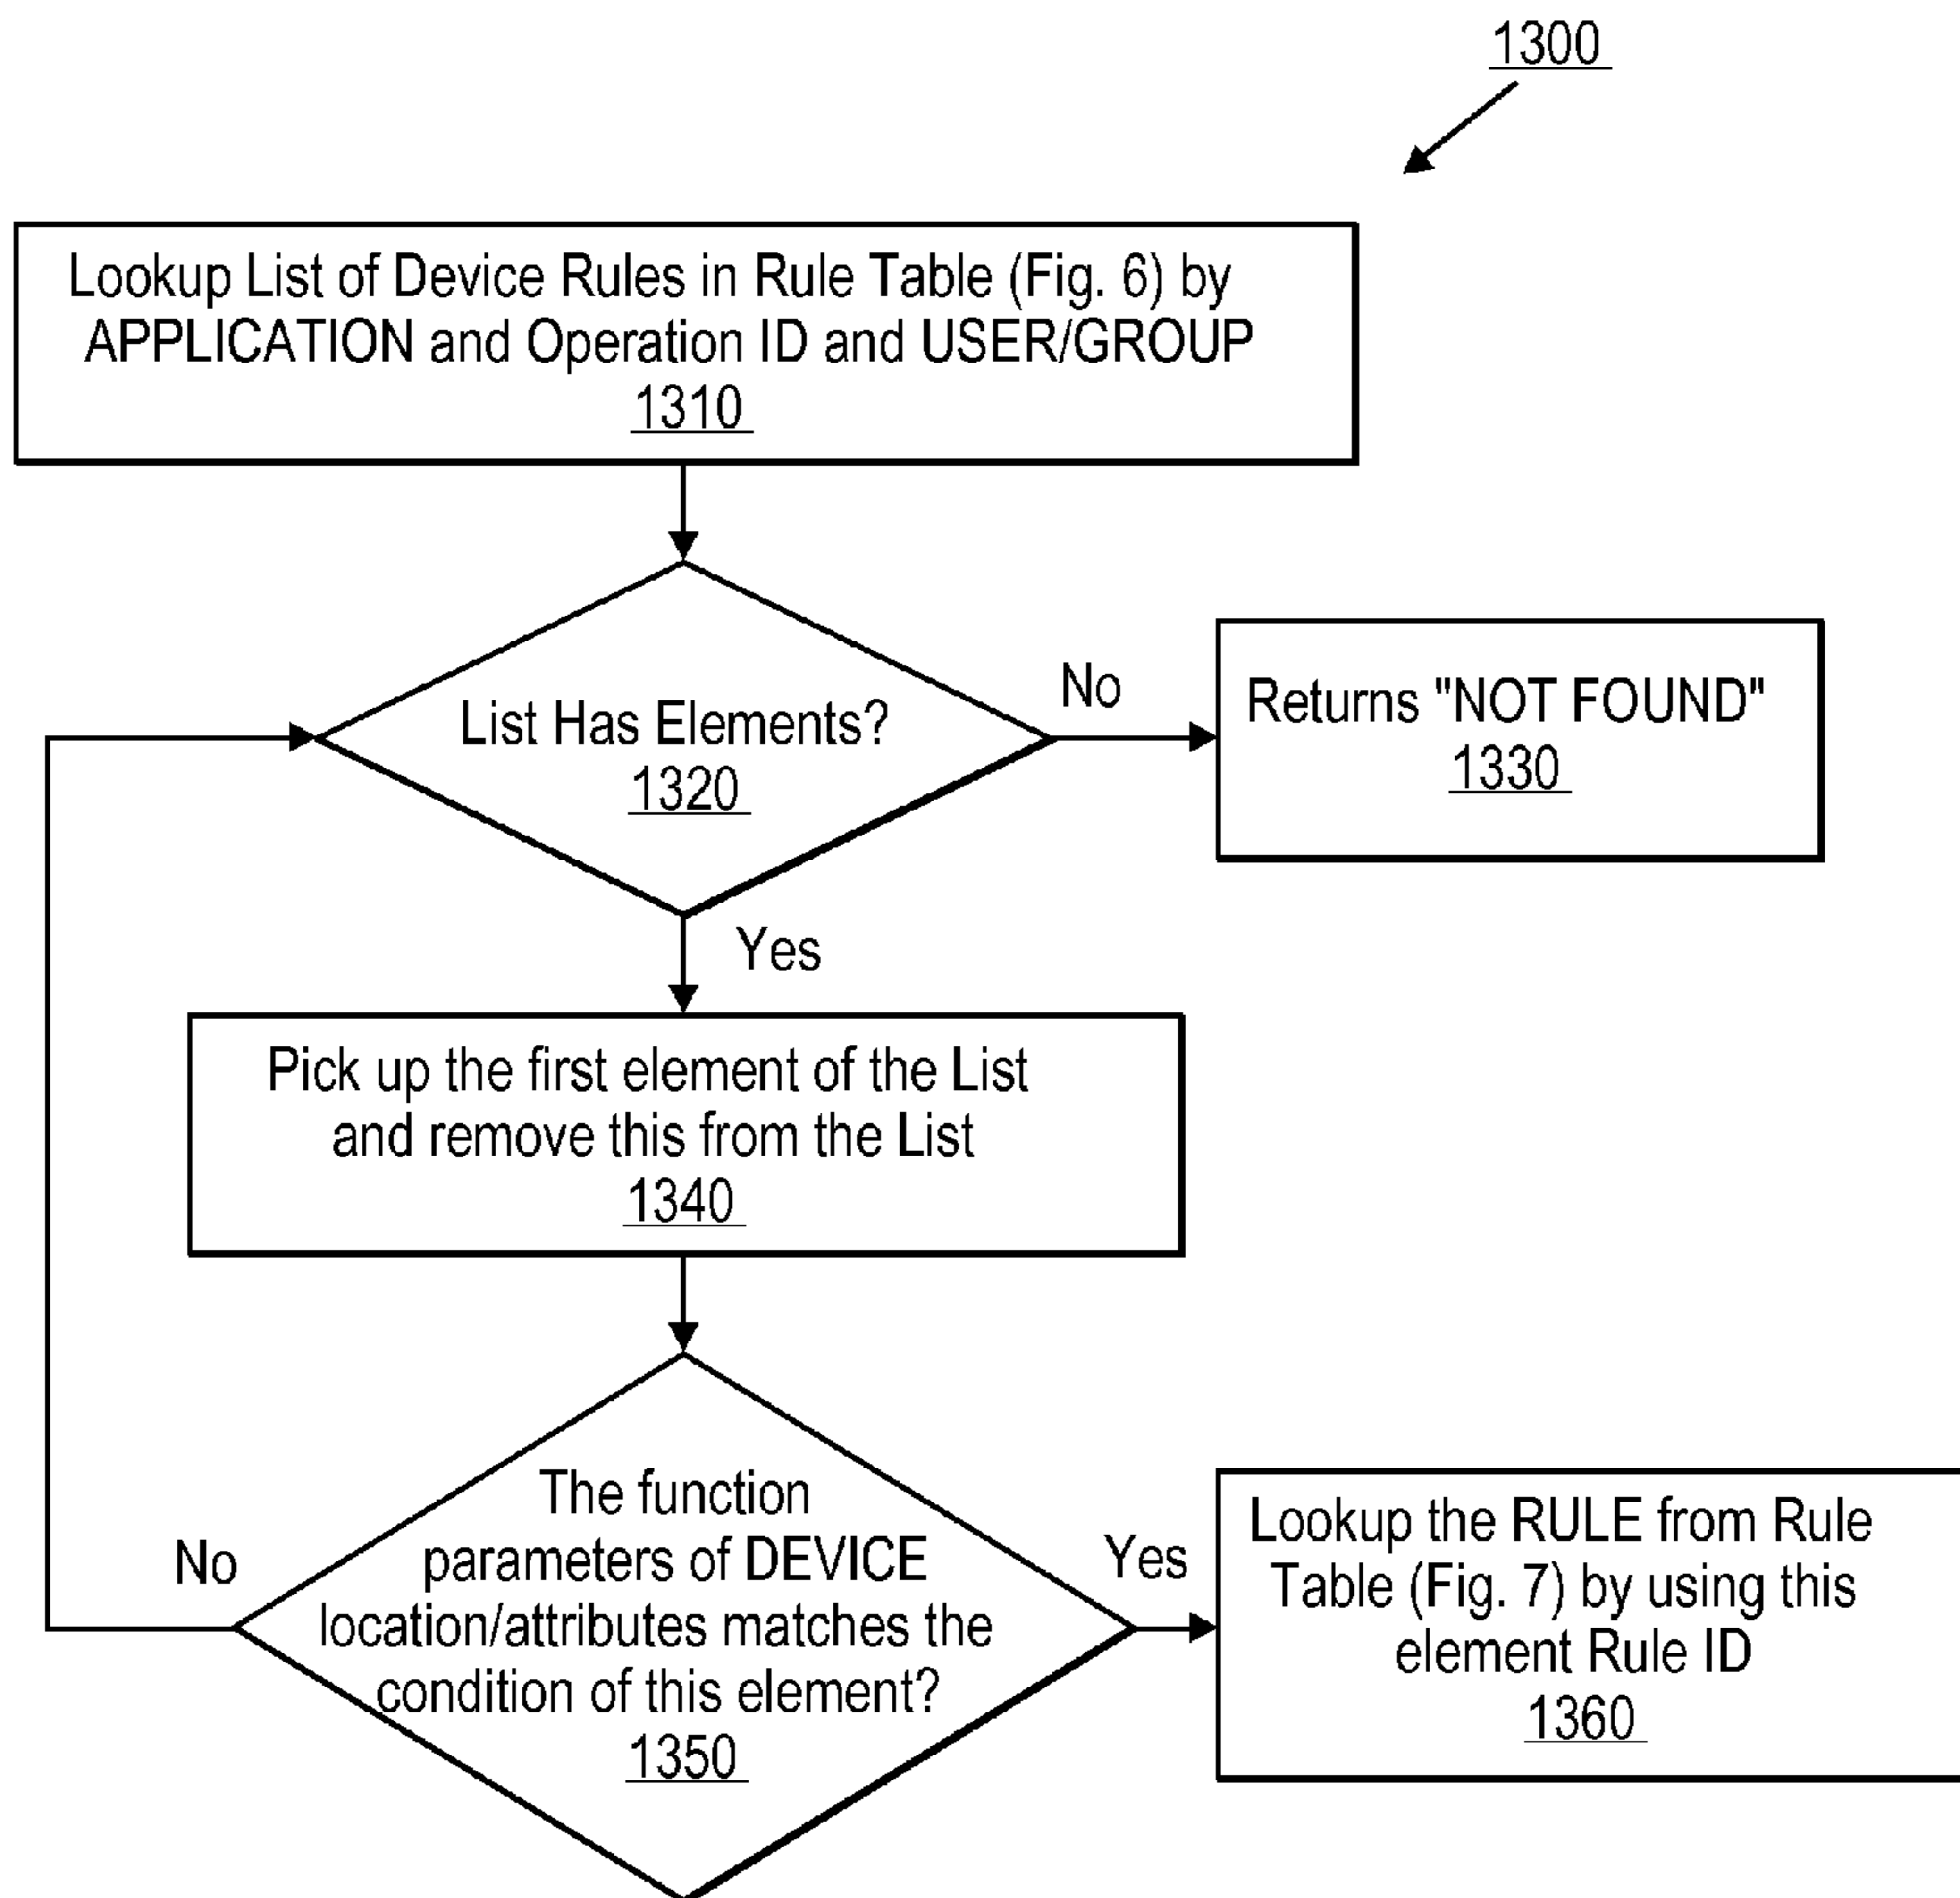 1300
Lookup List of Device Rules in Rule Table (Fig. 6) by
APPLICATION and Operation ID and USER/GROUP
1310
List Has Elements?
1320
No
Returns "NOT FOUND"
1330
Yes
Pick up the first element of the List
and remove this from the List
1340
The function
parameters of DEVICE
location/attributes matches the
condition of this element?
1350
No
Yes
Lookup the RULE from Rule
Table (Fig. 7) by using this
element Rule ID
1360